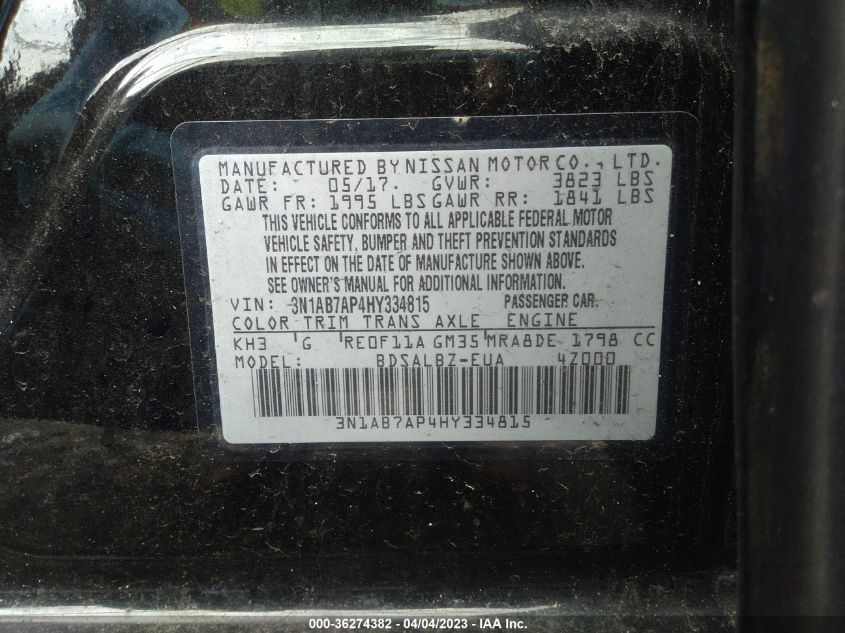 MANUFACTURED BY NISSAN MOTOR CO., LTD.
DATE: 05/17. GVWR: 3823 LBS
GAWR FR: 1995 LBS GAWR RR: 1841 LBS
THIS VEHICLE CONFORMS TO ALL APPLICABLE FEDERAL MOTOR
VEHICLE SAFETY, BUMPER AND THEFT PREVENTION STANDARDS
IN EFFECT ON THE DATE OF MANUFACTURE SHOWN ABOVE.
SEE OWNER'S MANUAL FOR ADDITIONAL INFORMATION.
VIN: 3N1AB7AP4HY334815 PASSENGER CAR.
COLOR TRIM TRANS AXLE ENGINE
KH3 G RE0F11A GM35 MRA8DE 1798 CC
MODEL: BDSALBZ-EUA 4Z000
3N1AB7AP4HY334815
000-36274382 - 04/04/2023 - IAA Inc.